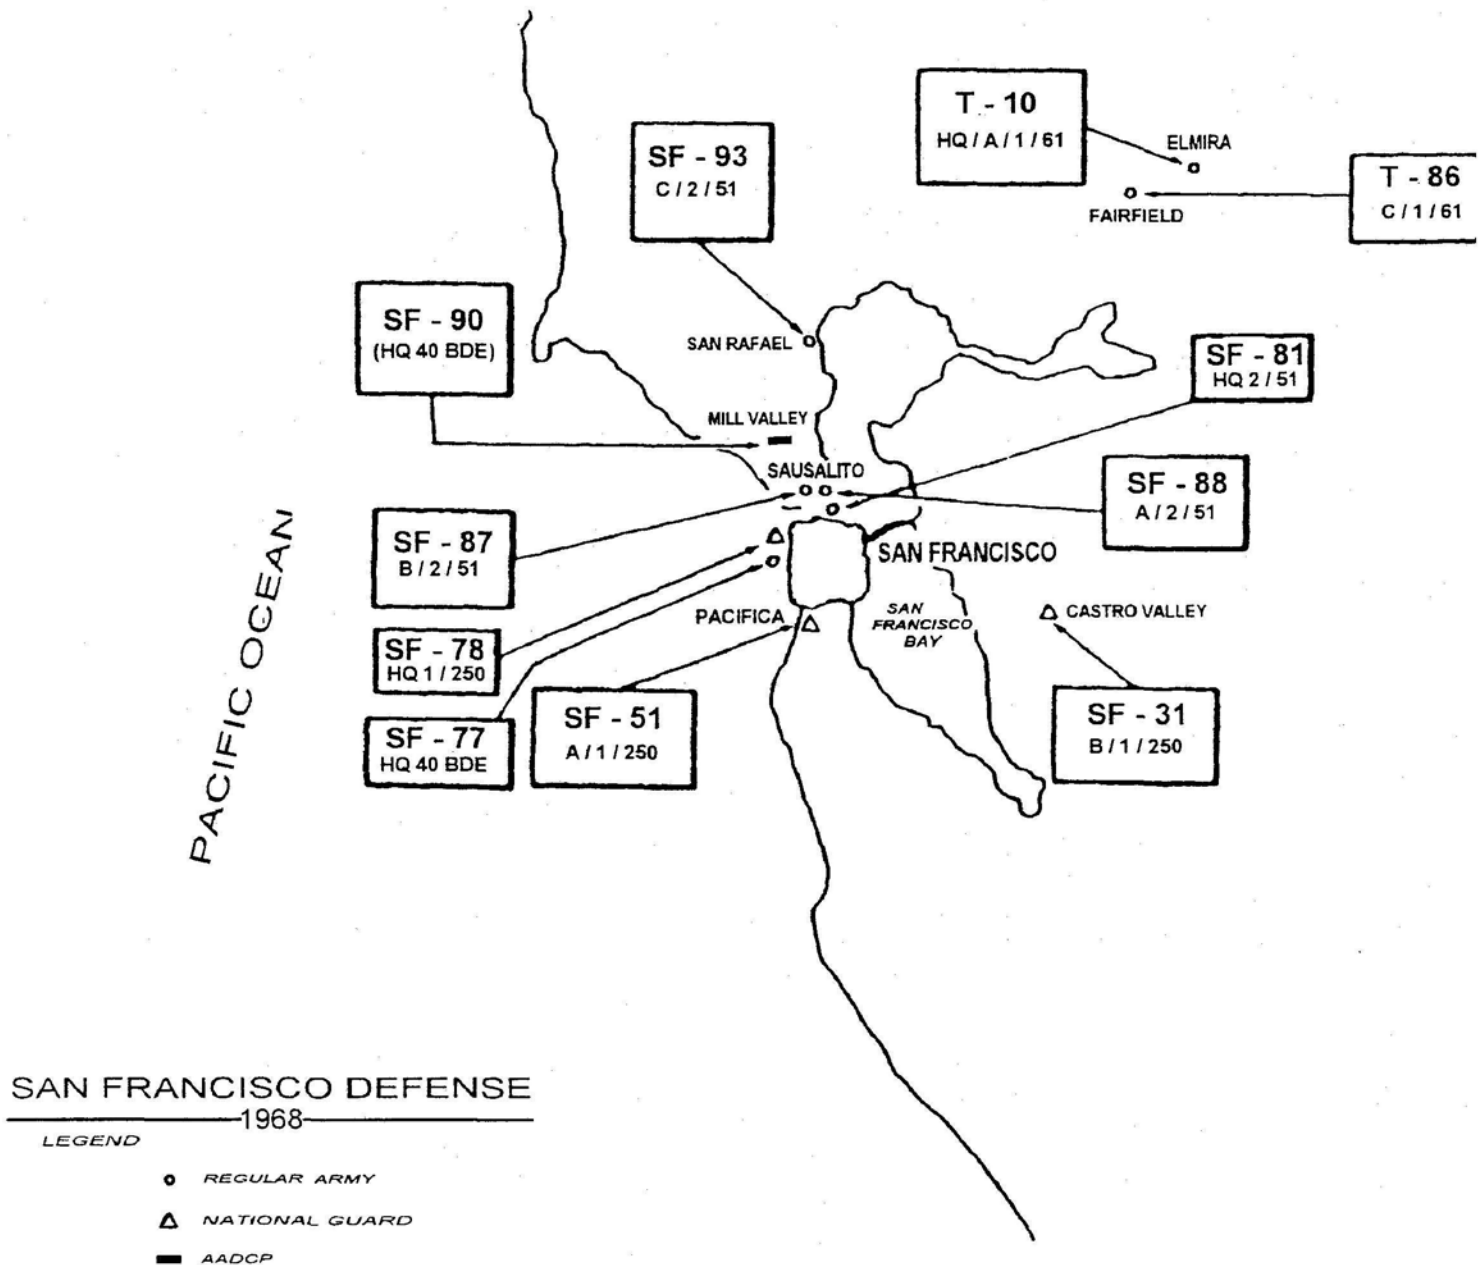 T - 10
HQ / A / 1 / 61
ELMIRA
SF - 93
C / 2 / 51
T - 86
C / 1 / 61
FAIRFIELD
SF - 90
(HQ 40 BDE)
SAN RAFAEL
SF - 81
HQ 2 / 51
MILL VALLEY
SAUSALITO
SF - 88
A / 2 / 51
SF - 87
B / 2 / 51
SAN FRANCISCO
PACIFIC OCEAN
SAN
FRANCISCO
BAY
PACIFICA
CASTRO VALLEY
SF - 78
HQ 1 / 250
SF - 51
A / 1 / 250
SF - 31
B / 1 / 250
SF - 77
HQ 40 BDE
SAN FRANCISCO DEFENSE
1968
LEGEND
REGULAR ARMY
NATIONAL GUARD
AADCP